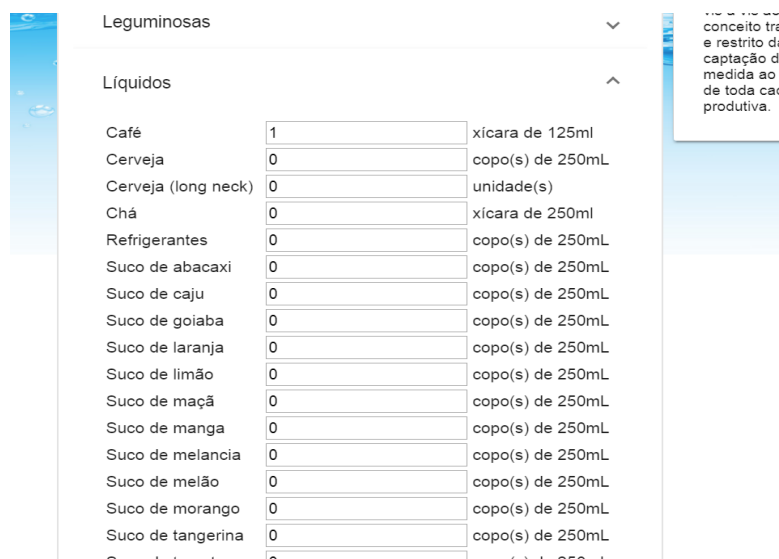 Leguminosas
Líquidos
Café 1 xícara de 125ml
Cerveja 0 copo(s) de 250mL
Cerveja (long neck) 0 unidade(s)
Chá 0 xícara de 250ml
Refrigerantes 0 copo(s) de 250mL
Suco de abacaxi 0 copo(s) de 250mL
Suco de caju 0 copo(s) de 250mL
Suco de goiaba 0 copo(s) de 250mL
Suco de laranja 0 copo(s) de 250mL
Suco de limão 0 copo(s) de 250mL
Suco de maçã 0 copo(s) de 250mL
Suco de manga 0 copo(s) de 250mL
Suco de melancia 0 copo(s) de 250mL
Suco de melão 0 copo(s) de 250mL
Suco de morango 0 copo(s) de 250mL
Suco de tangerina 0 copo(s) de 250mL
conceito
e restrito
captação
medida ao
de toda
produtiva.